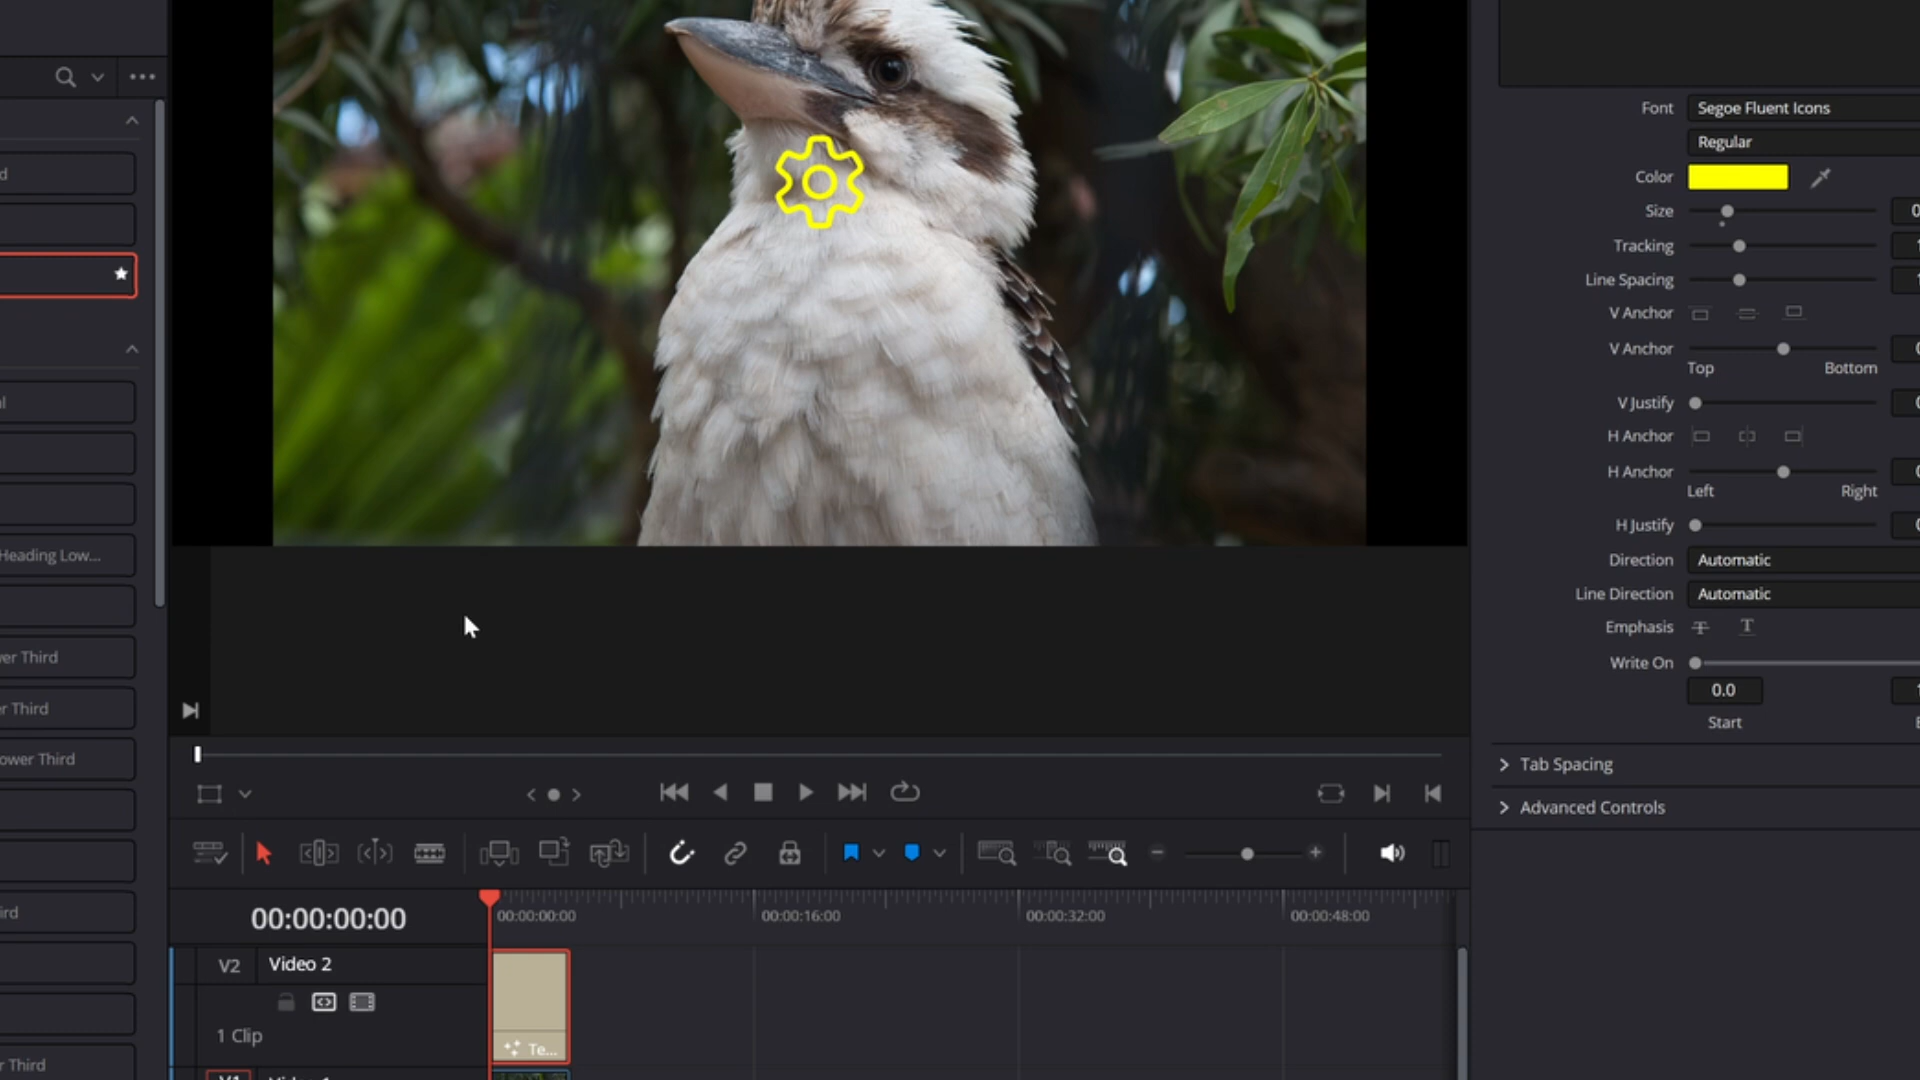 Heading Low...
Font
Segoe Fluent Icons
Regular
Color
Size
Tracking
Line Spacing
V Anchor
V Anchor
Top
Bottom
V Justify
H Anchor
H Anchor
Left
Right
H Justify
Direction
Automatic
Line Direction
Automatic
Emphasis
Write On
0.0
Start
Tab Spacing
Advanced Controls
er Third
r Third
ower Third
ird
r Third
00:00:00:00
00:00:00:00
00:00:16:00
00:00:32:00
00:00:48:00
V2
Video 2
1 Clip
Te...